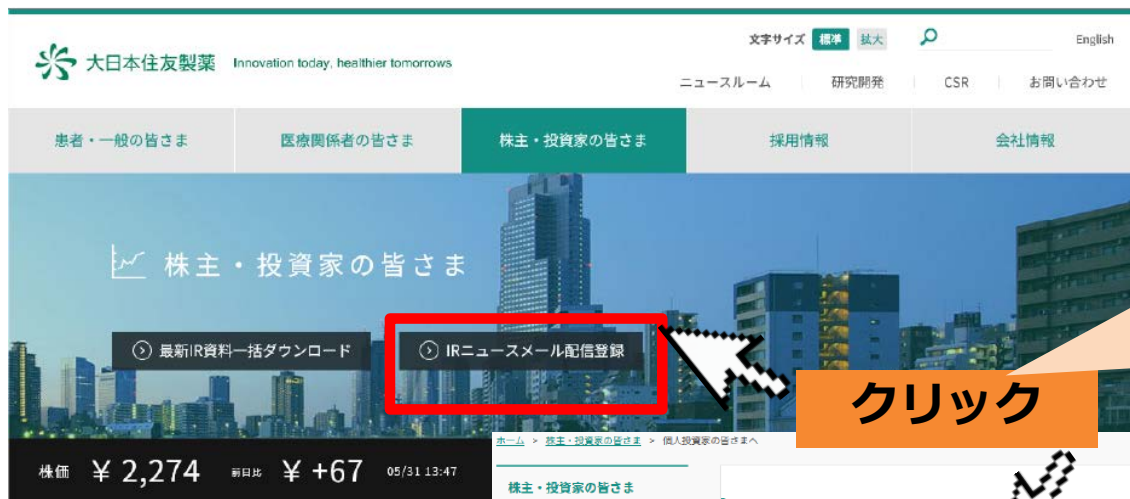 文字サイズ 標準 拡大 English
大日本住友製薬 Innovation today, healthier tomorrows
ニュースルーム 研究開発 CSR お問い合わせ
患者・一般の皆さま 医療関係者の皆さま 株主・投資家の皆さま 採用情報 会社情報
株主・投資家の皆さま
最新IR資料一括ダウンロード IRニュースメール配信登録
クリック
ホーム > 株主・投資家の皆さま > 個人投資家の皆さまへ
株価 ¥ 2,274 前日比 ¥ +67 05/31 13:47
株主・投資家の皆さま